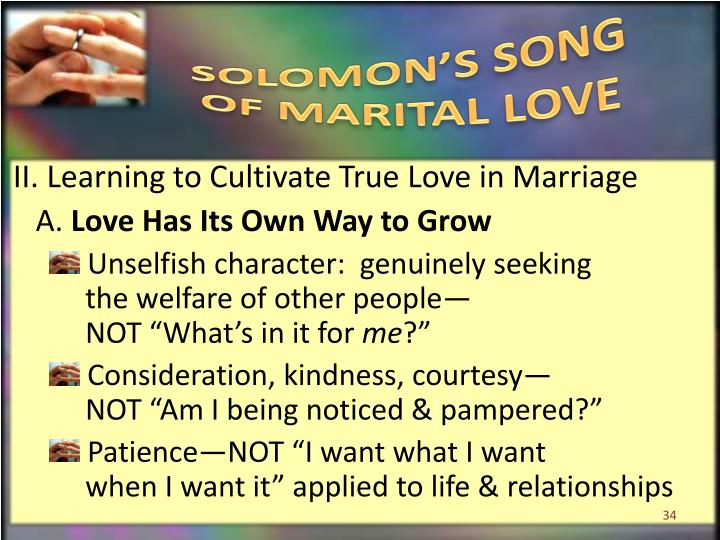 SOLOMON’S SONG
OF MARITAL LOVE
II. Learning to Cultivate True Love in Marriage
A. Love Has Its Own Way to Grow
Unselfish character:  genuinely seeking
the welfare of other people—
NOT “What’s in it for me?”
Consideration, kindness, courtesy—
NOT “Am I being noticed & pampered?”
Patience—NOT “I want what I want
when I want it” applied to life & relationships
34